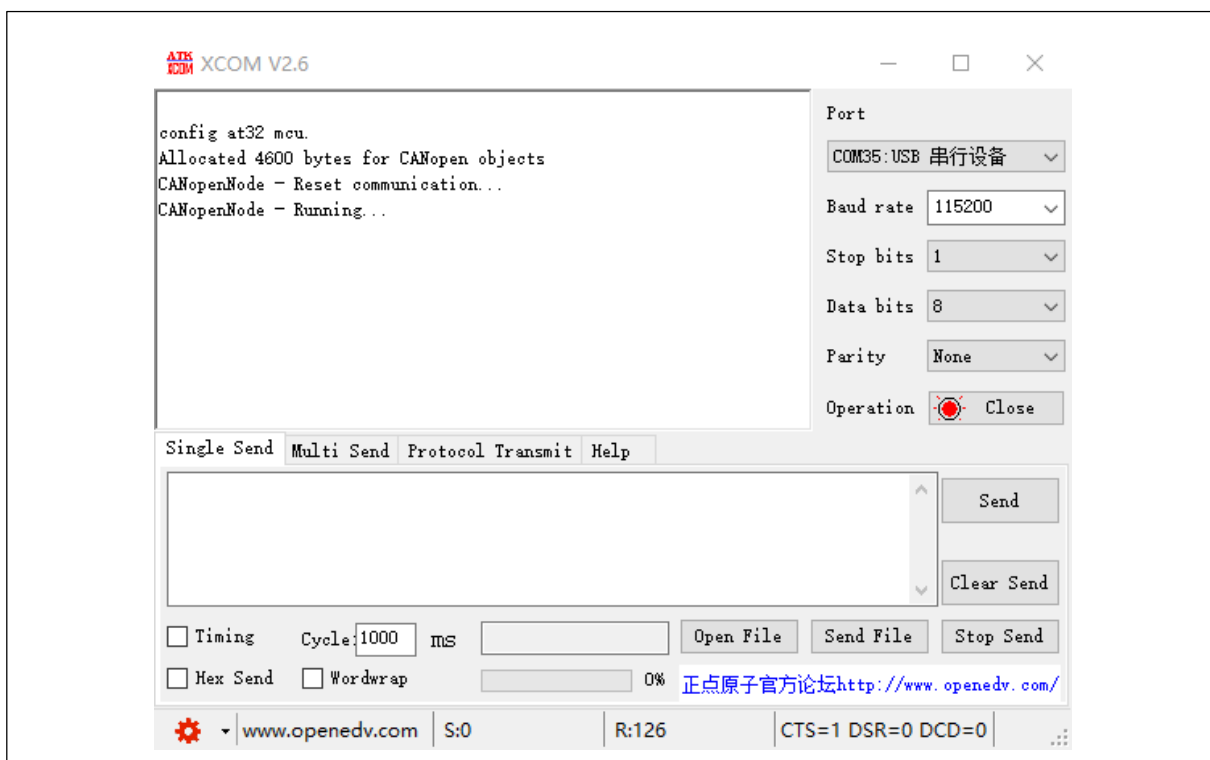 ATK
XCOM
XCOM V2.6
config at32 mcu.
Allocated 4600 bytes for CANopen objects
CANopenNode - Reset communication...
CANopenNode - Running...
Port
COM35:USB 串行设备
Baud rate 115200
Stop bits 1
Data bits 8
Parity None
Operation Close
Single Send Multi Send Protocol Transmit Help
Send
Clear Send
Timing Cycle: 1000 ms Open File Send File Stop Send
Hex Send Wordwrap 0% 正点原子官方论坛http://www.openedv.com/
www.openedv.com S:0 R:126 CTS=1 DSR=0 DCD=0